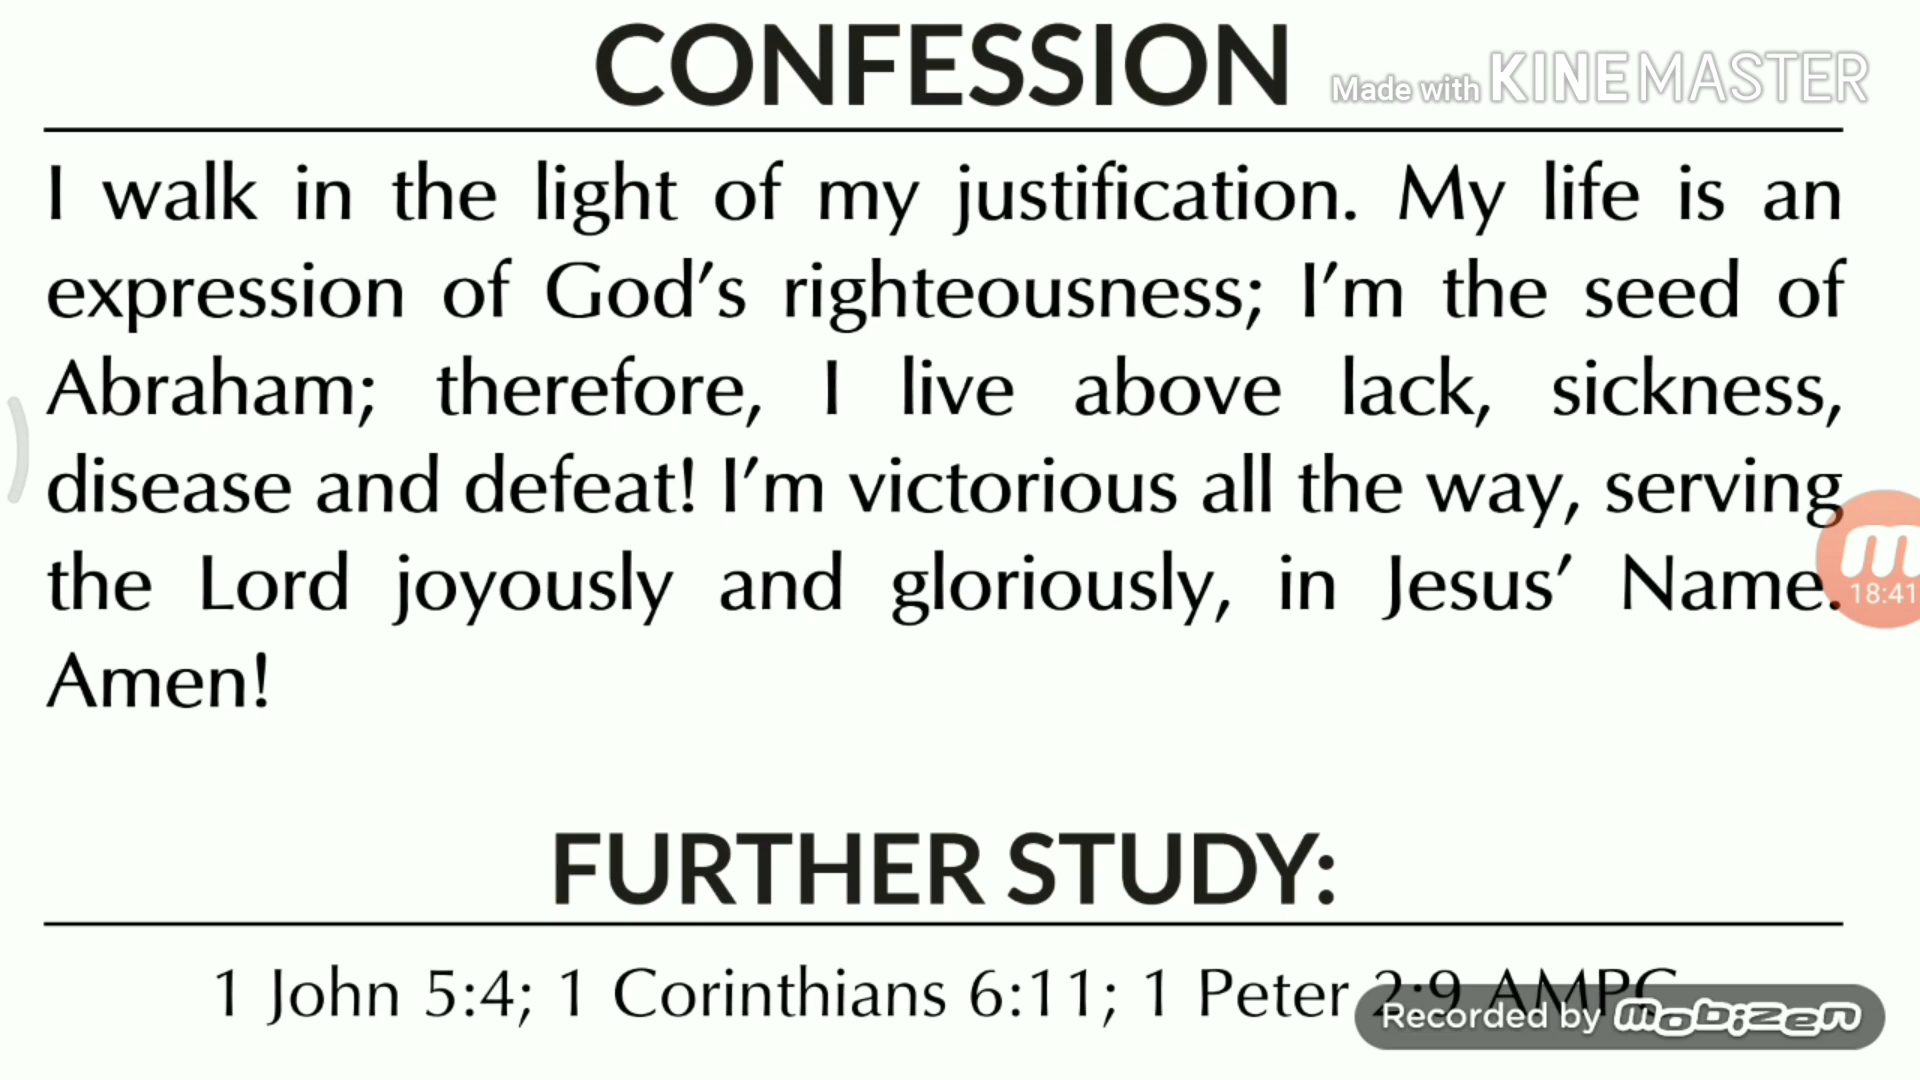 CONFESSION
Made with KINEMASTER
I walk in the light of my justification. My life is an
expression of God’s righteousness; I’m the seed of
Abraham; therefore, I live above lack, sickness,
disease and defeat! I’m victorious all the way, serving
the Lord joyously and gloriously, in Jesus’ Name.
Amen!
18:41
FURTHER STUDY:
1 John 5:4; 1 Corinthians 6:11; 1 Peter 2:9 AMPC
Recorded by mobizen